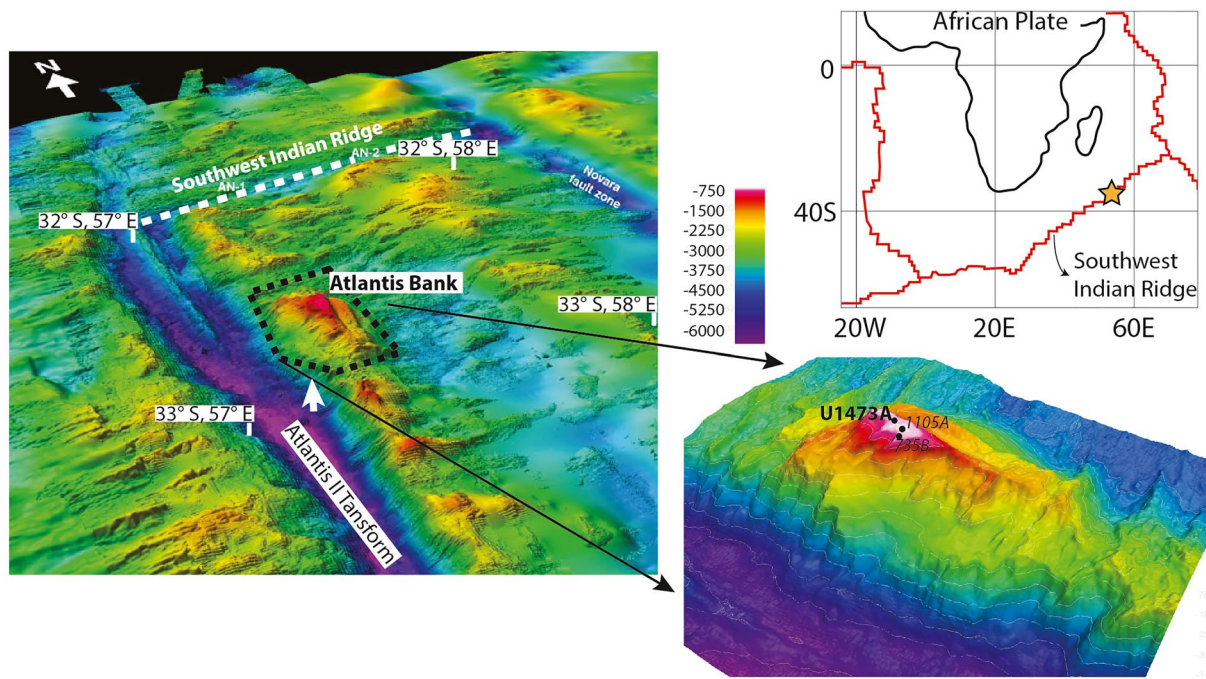 N
Southwest Indian Ridge
AN-1
AN-2
32° S, 58° E
32° S, 57° E
Novara
fault zone
Atlantis Bank
33° S, 58° E
33° S, 57° E
Atlantis II Tansform
-750
-1500
-2250
-3000
-3750
-4500
-5250
-6000
African Plate
0
40S
Southwest
Indian Ridge
20W
20E
60E
U1473A
1105A
735B